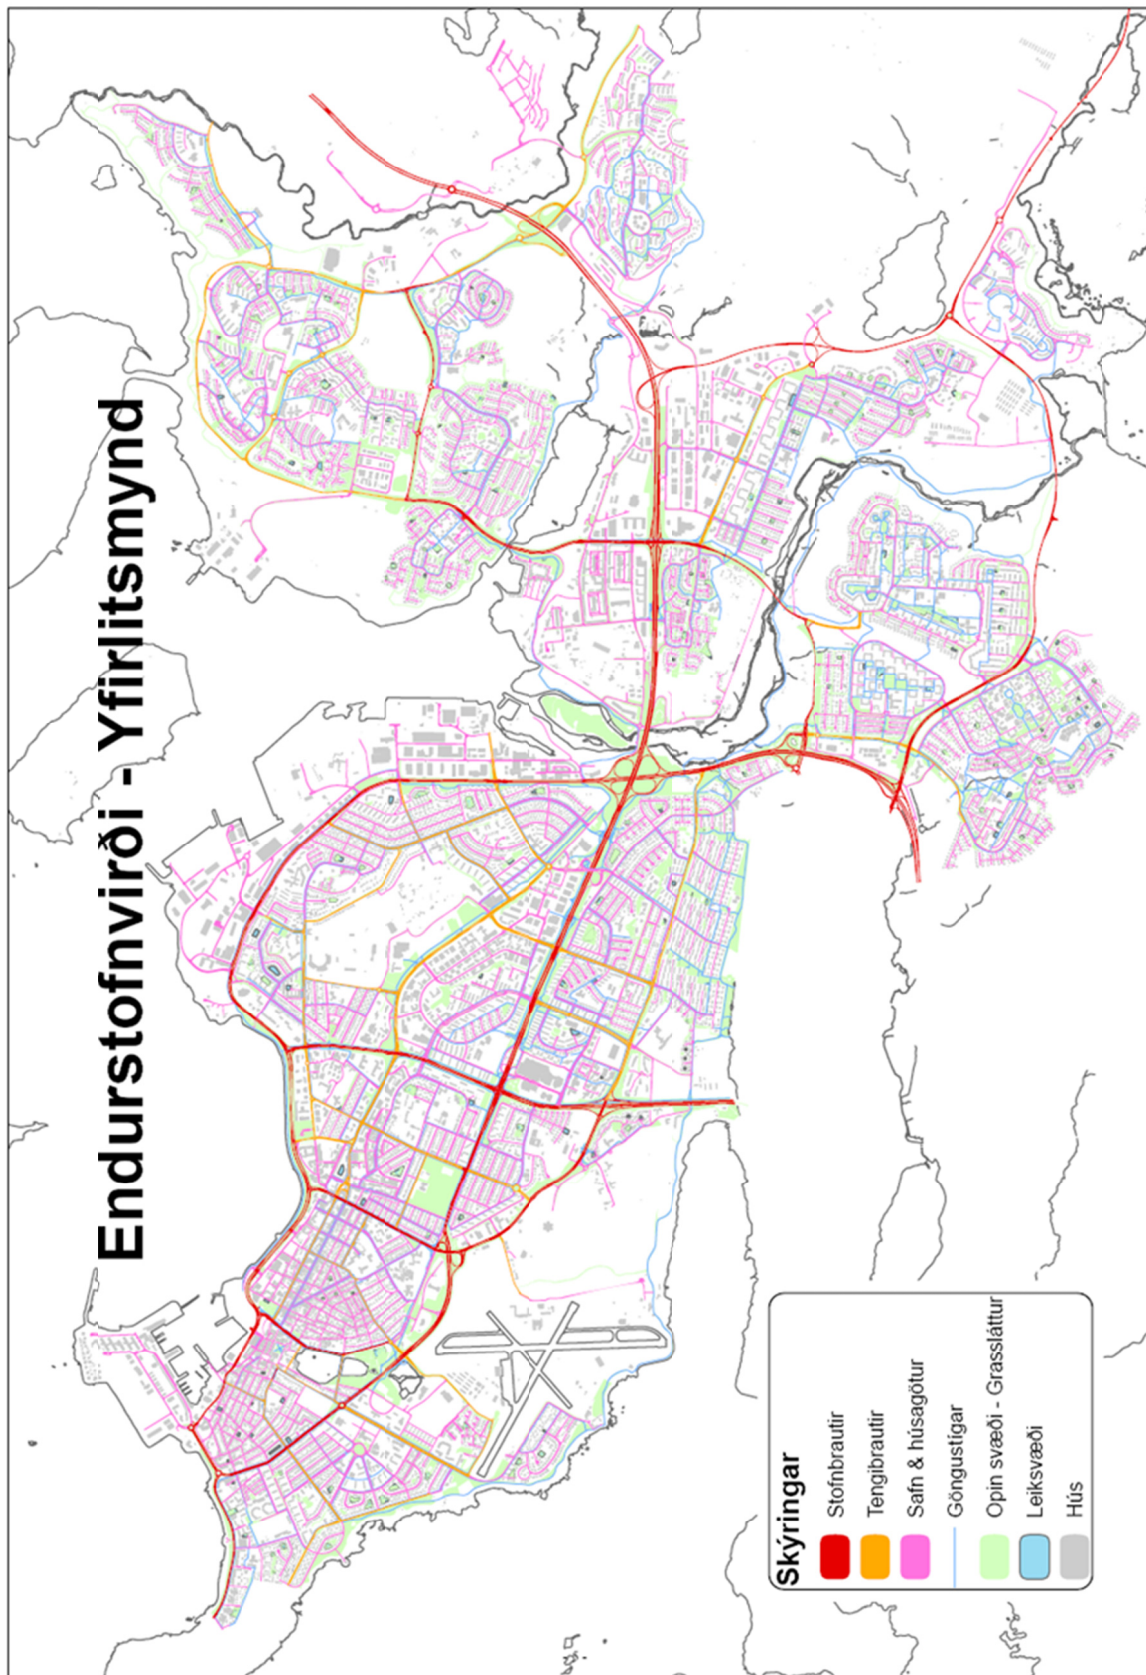 Endurstofnvirði - Yfirlitsmynd
Skýringar
Stofnbrautir
Tengibrautir
Safn & húsagötur
Göngustígar
Opin svæði - Grassláttur
Leiksvæði
Hús